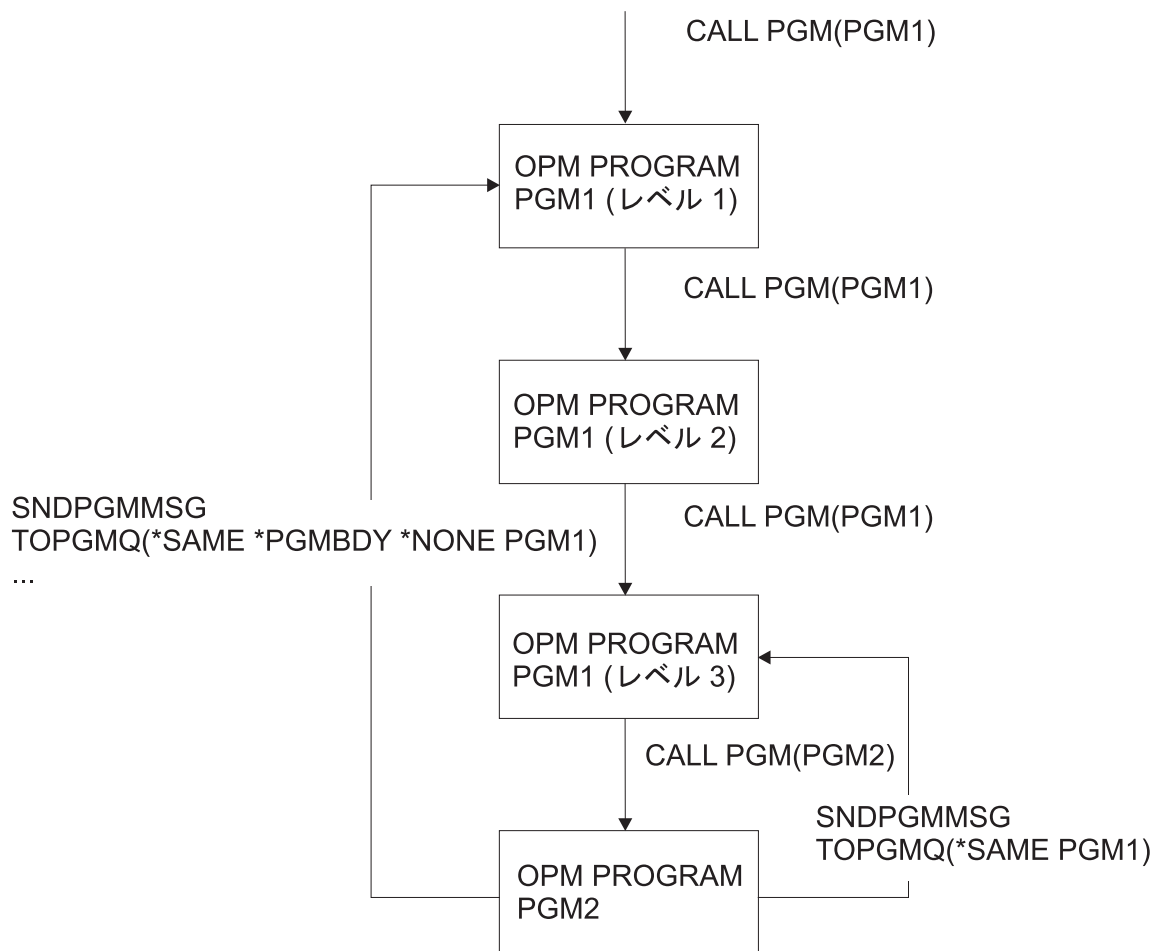 CALL PGM(PGM1)
OPM PROGRAM
PGM1 (レベル 1)
CALL PGM(PGM1)
OPM PROGRAM
PGM1 (レベル 2)
SNDPGMMSG
TOPGMQ(*SAME *PGMBDY *NONE PGM1)
...
CALL PGM(PGM1)
OPM PROGRAM
PGM1 (レベル 3)
CALL PGM(PGM2)
SNDPGMMSG
TOPGMQ(*SAME PGM1)
OPM PROGRAM
PGM2